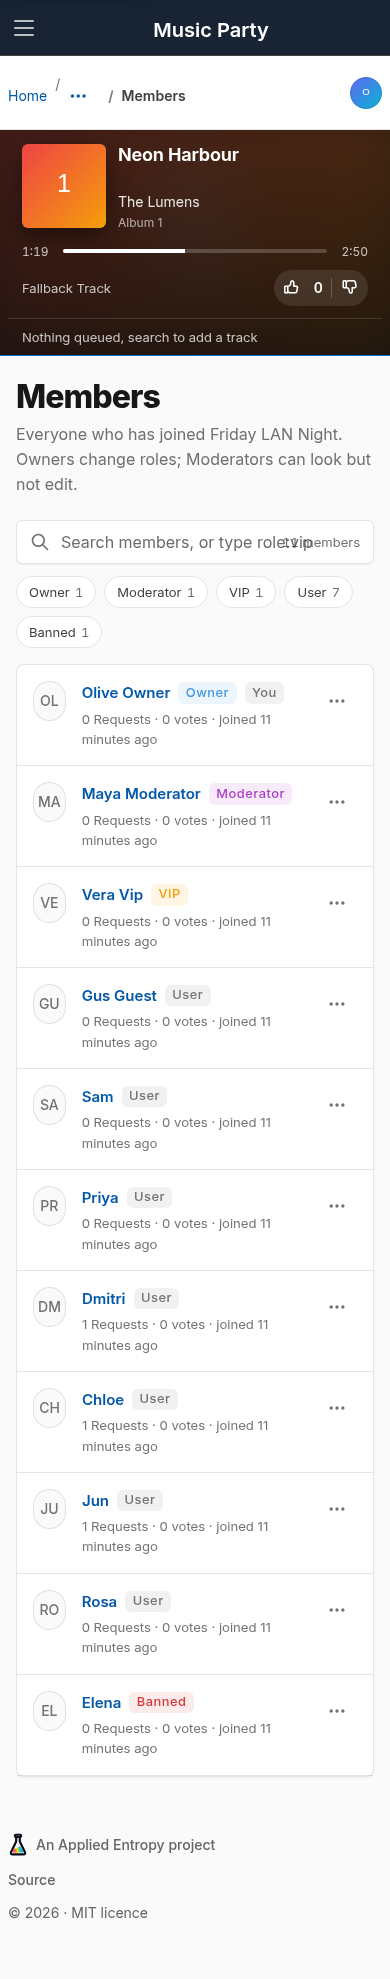 Music Party
Home / ••• / Members
O
1
Neon Harbour
The Lumens
Album 1
1:19
2:50
Fallback Track
0
Nothing queued, search to add a track
Members
Everyone who has joined Friday LAN Night.
Owners change roles; Moderators can look but
not edit.
Search members, or type role:vip
11 members
Owner 1
Moderator 1
VIP 1
User 7
Banned 1
OL
Olive Owner Owner You
0 Requests · 0 votes · joined 11
minutes ago
MA
Maya Moderator Moderator
0 Requests · 0 votes · joined 11
minutes ago
VE
Vera Vip VIP
0 Requests · 0 votes · joined 11
minutes ago
GU
Gus Guest User
0 Requests · 0 votes · joined 11
minutes ago
SA
Sam User
0 Requests · 0 votes · joined 11
minutes ago
PR
Priya User
0 Requests · 0 votes · joined 11
minutes ago
DM
Dmitri User
1 Requests · 0 votes · joined 11
minutes ago
CH
Chloe User
1 Requests · 0 votes · joined 11
minutes ago
JU
Jun User
1 Requests · 0 votes · joined 11
minutes ago
RO
Rosa User
0 Requests · 0 votes · joined 11
minutes ago
EL
Elena Banned
0 Requests · 0 votes · joined 11
minutes ago
An Applied Entropy project
Source
© 2026 · MIT licence